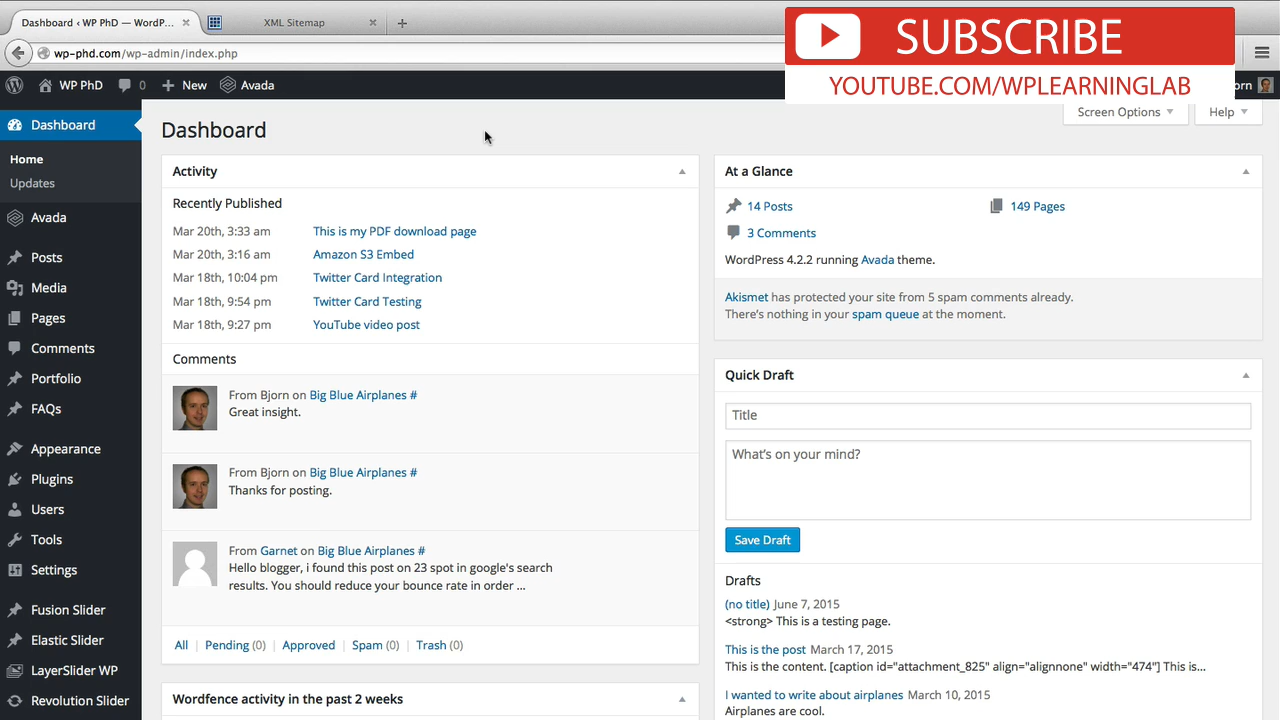 Dashboard ‹ WP PhD — WordP...
XML Sitemap
SUBSCRIBE
YOUTUBE.COM/WPLEARNINGLAB
wp-phd.com/wp-admin/index.php
WP PhD
0
New
Avada
orn
Dashboard
Home
Updates
Avada
Posts
Media
Pages
Comments
Portfolio
FAQs
Appearance
Plugins
Users
Tools
Settings
Fusion Slider
Elastic Slider
LayerSlider WP
Revolution Slider
Screen Options
Help
Dashboard
Activity
Recently Published
Mar 20th, 3:33 am This is my PDF download page
Mar 20th, 3:16 am Amazon S3 Embed
Mar 18th, 10:04 pm Twitter Card Integration
Mar 18th, 9:54 pm Twitter Card Testing
Mar 18th, 9:27 pm YouTube video post
Comments
From Bjorn on Big Blue Airplanes #
Great insight.
From Bjorn on Big Blue Airplanes #
Thanks for posting.
From Garnet on Big Blue Airplanes #
Hello blogger, i found this post on 23 spot in google's search
results. You should reduce your bounce rate in order ...
All | Pending (0) | Approved | Spam (0) | Trash (0)
Wordfence activity in the past 2 weeks
At a Glance
14 Posts
149 Pages
3 Comments
WordPress 4.2.2 running Avada theme.
Akismet has protected your site from 5 spam comments already.
There's nothing in your spam queue at the moment.
Quick Draft
Title
What's on your mind?
Save Draft
Drafts
(no title) June 7, 2015
<strong> This is a testing page.
This is the post March 17, 2015
This is the content. [caption id="attachment_825" align="alignnone" width="474"] This is...
I wanted to write about airplanes March 10, 2015
Airplanes are cool.